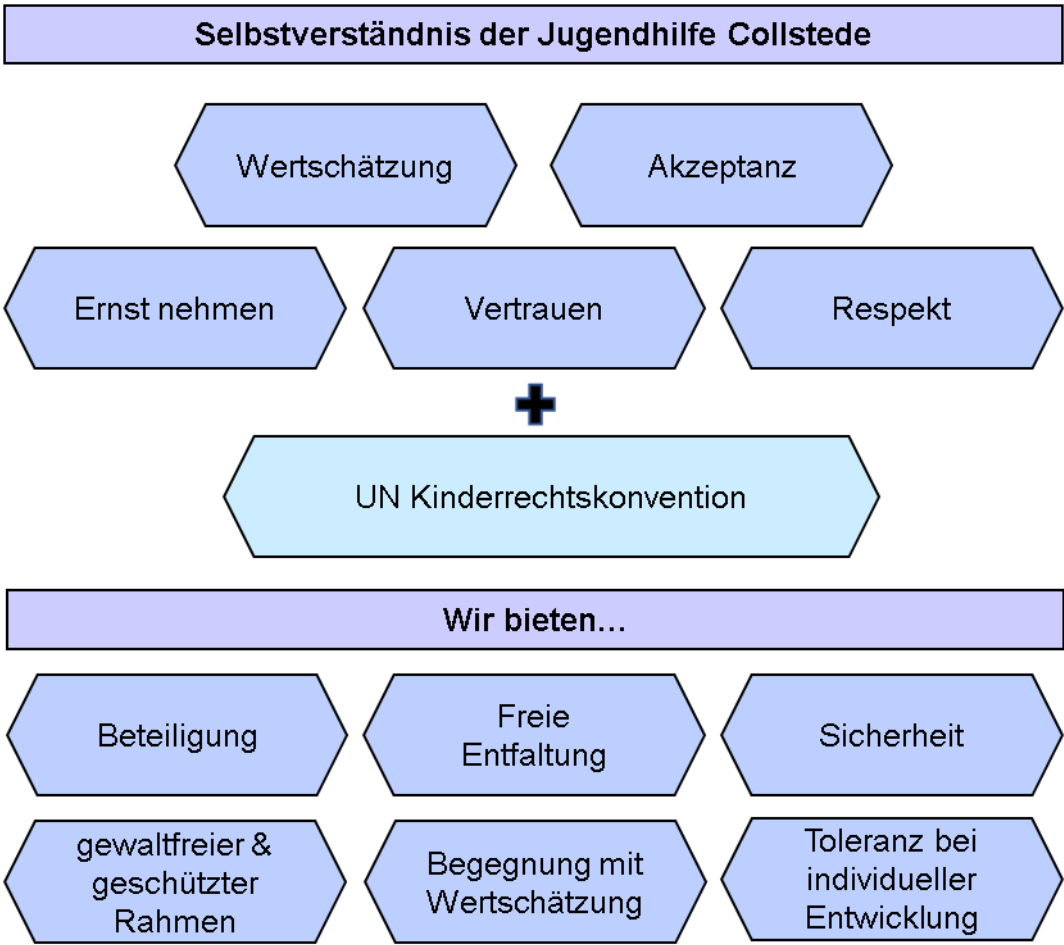 Selbstverständnis der Jugendhilfe Collstede
Wertschätzung
Akzeptanz
Ernst nehmen
Vertrauen
Respekt
UN Kinderrechtskonvention
Wir bieten...
Beteiligung
Freie
Entfaltung
Sicherheit
gewaltfreier &
geschützter
Rahmen
Begegnung mit
Wertschätzung
Toleranz bei
individueller
Entwicklung